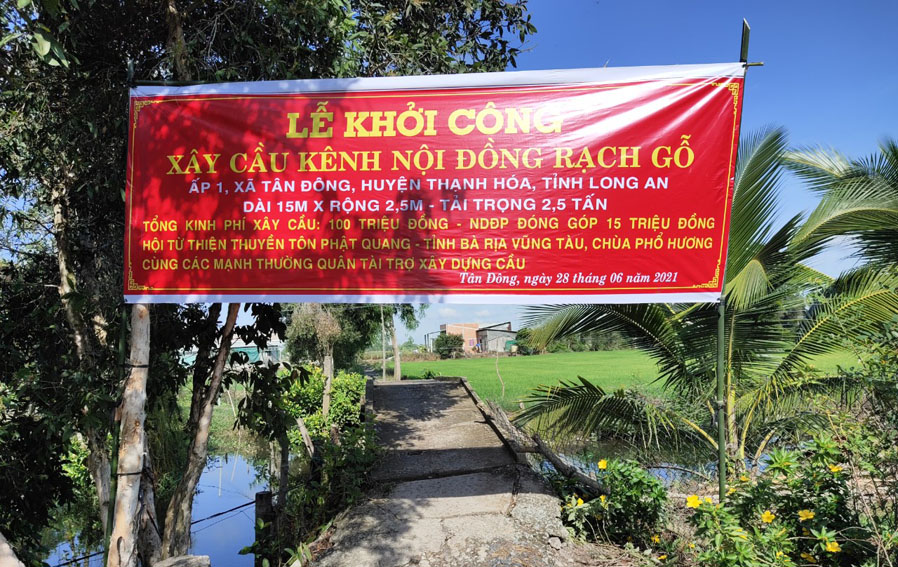 LỄ KHỞI CÔNG
XÂY CẦU KÊNH NỘI ĐỒNG RẠCH GỖ
ẤP 1, XÃ TÂN ĐÔNG, HUYỆN THẠNH HÓA, TỈNH LONG AN
DÀI 15M X RỘNG 2,5M - TẢI TRỌNG 2,5 TẤN
TỔNG KINH PHÍ XÂY CẦU: 100 TRIỆU ĐỒNG - NDĐP ĐÓNG GÓP 15 TRIỆU ĐỒNG
HỘI TỪ THIỆN THUYỀN TÔN PHẬT QUANG - TỈNH BÀ RỊA VŨNG TÀU, CHÙA PHỔ HƯƠNG
CÙNG CÁC MẠNH THƯỜNG QUÂN TÀI TRỢ XÂY DỰNG CẦU
Tân Đông, ngày 28 tháng 06 năm 2021